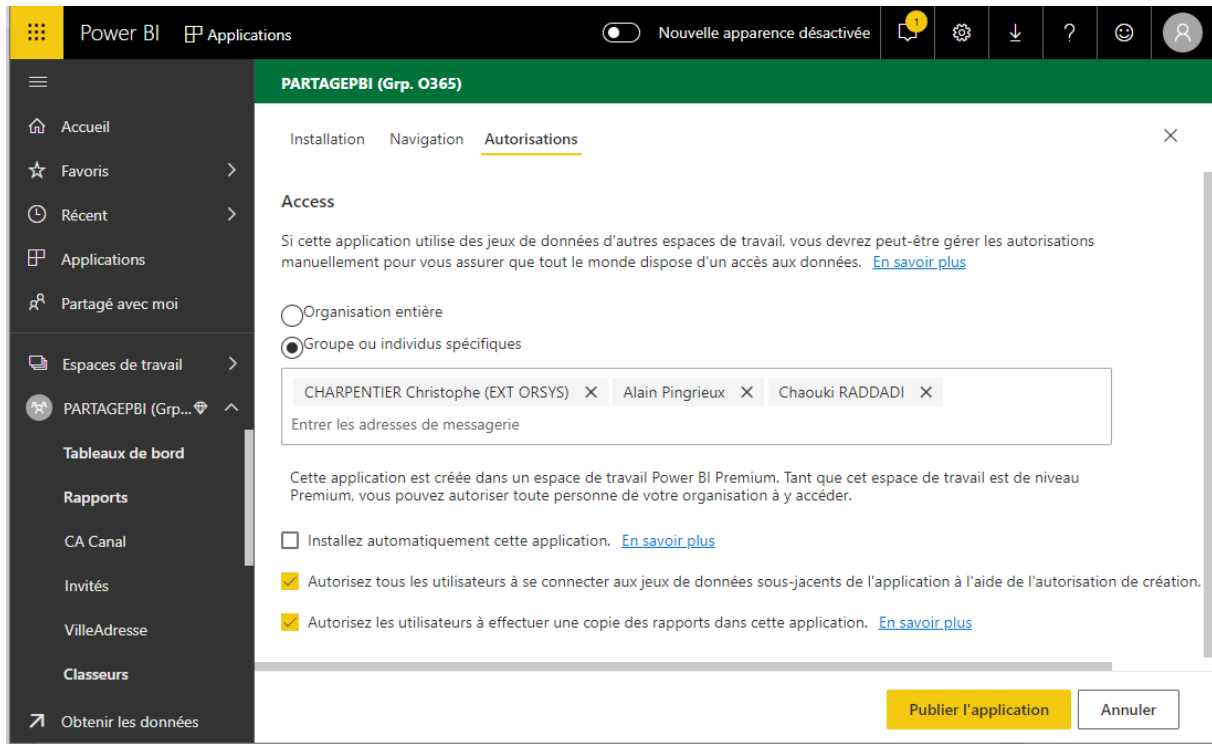 Power BI Applications Nouvelle apparence désactivée 1 ?
PARTAGEPBI (Grp. O365)
Accueil
Favoris
Récent
Applications
Partagé avec moi
Espaces de travail
PARTAGEPBI (Grp...
Tableaux de bord
Rapports
CA Canal
Invités
VilleAdresse
Classeurs
Obtenir les données
Installation Navigation Autorisations
Access
Si cette application utilise des jeux de données d'autres espaces de travail, vous devrez peut-être gérer les autorisations
manuellement pour vous assurer que tout le monde dispose d'un accès aux données. En savoir plus
Organisation entière
Groupe ou individus spécifiques
CHARPENTIER Christophe (EXT ORSYS) Alain Pingrieux Chaouki RADDADI
Entrer les adresses de messagerie
Cette application est créée dans un espace de travail Power BI Premium. Tant que cet espace de travail est de niveau
Premium, vous pouvez autoriser toute personne de votre organisation à y accéder.
Installez automatiquement cette application. En savoir plus
Autorisez tous les utilisateurs à se connecter aux jeux de données sous-jacents de l'application à l'aide de l'autorisation de création.
Autorisez les utilisateurs à effectuer une copie des rapports dans cette application. En savoir plus
Publier l'application Annuler